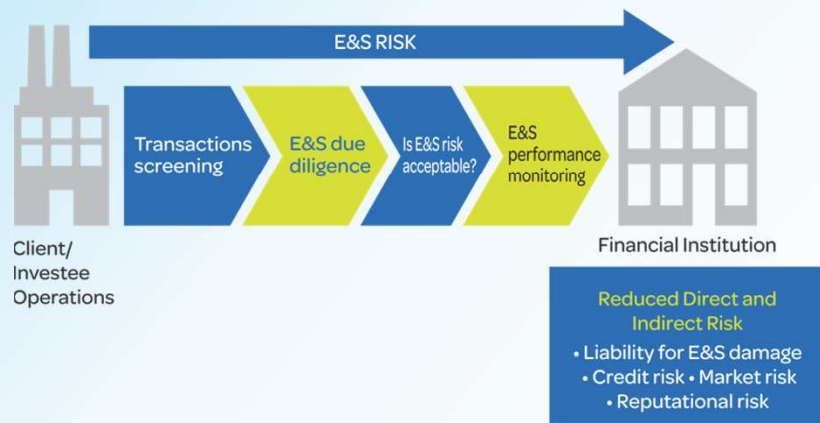 E&S RISK
Transactions
screening
E&S due
diligence
Is E&S risk
acceptable?
E&S
performance
monitoring
Client/
Investee
Operations
Financial Institution
Reduced Direct and
Indirect Risk
• Liability for E&S damage
• Credit risk • Market risk
• Reputational risk